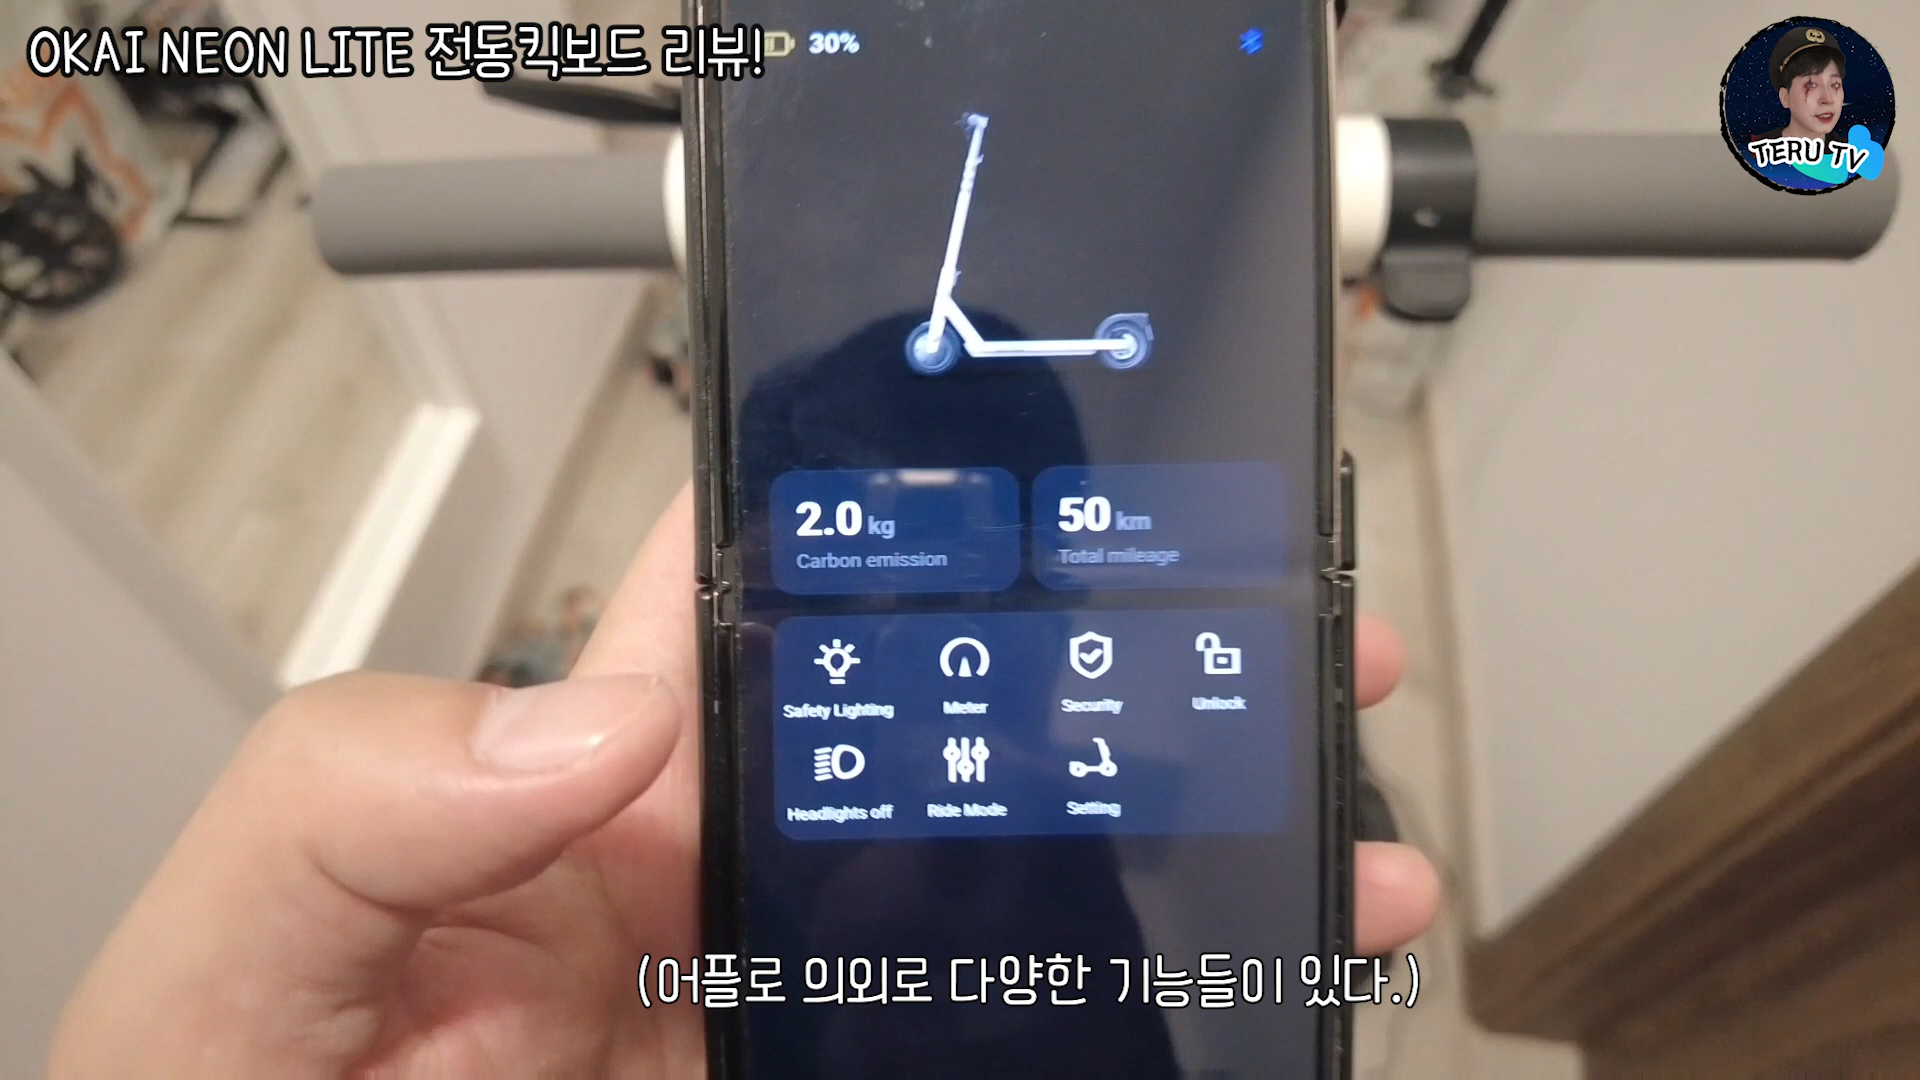 OKAI NEON LITE 전동킥보드 리뷰!
30%
TERU TV
2.0 kg
Carbon emission
50 km
Total mileage
Safety Lighting
Meter
Security
Unlock
Headlights off
Ride Mode
Setting
(어플로 의외로 다양한 기능들이 있다.)